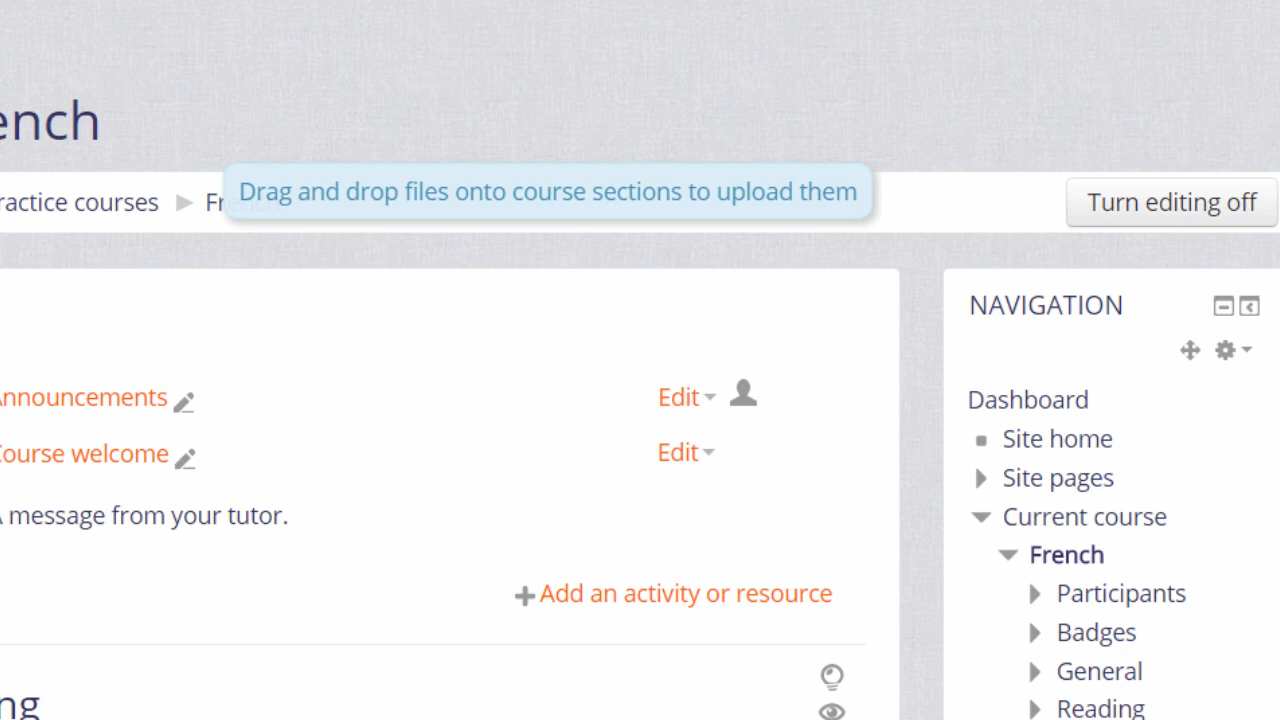 ench
ractice courses
Drag and drop files onto course sections to upload them
Turn editing off
NAVIGATION
nnouncements
Edit
ourse welcome
Edit
message from your tutor.
Add an activity or resource
ng
Dashboard
Site home
Site pages
Current course
French
Participants
Badges
General
Reading